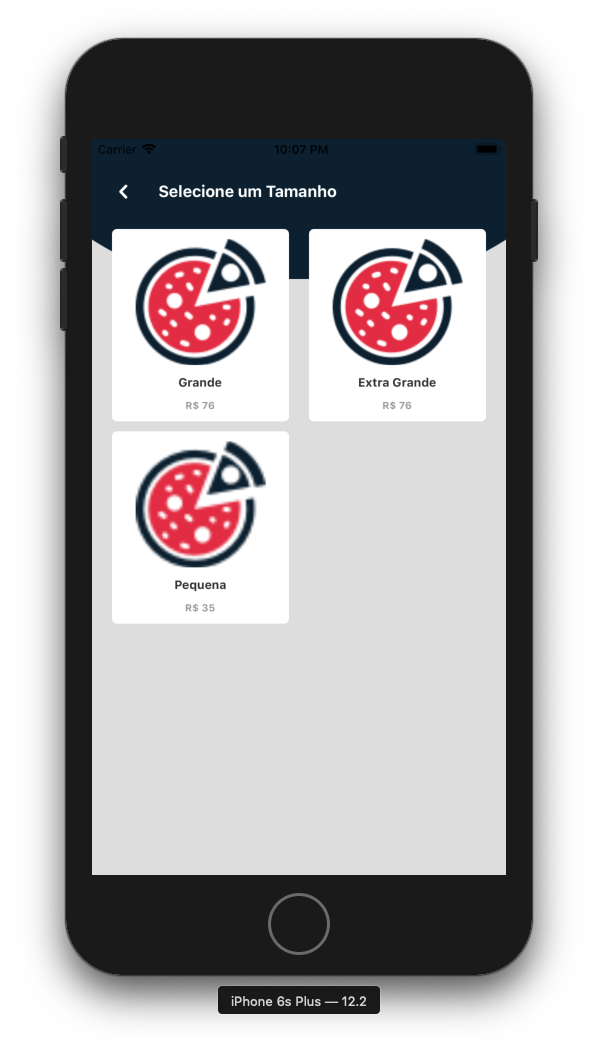 Carrier 10:07 PM
Selecione um Tamanho
Grande
R$ 76
Extra Grande
R$ 76
Pequena
R$ 35
iPhone 6s Plus — 12.2